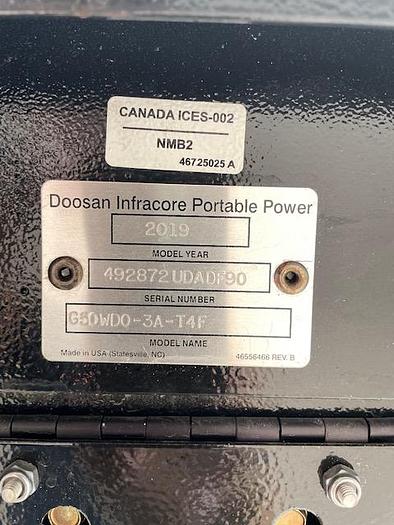 CANADA ICES-002
NMB2
46725025 A
Doosan Infracore Portable Power
2019
MODEL YEAR
492872UDADF90
SERIAL NUMBER
G50WDO-3A-T4F
MODEL NAME
Made in USA (Statesville, NC)
46556466 REV. B